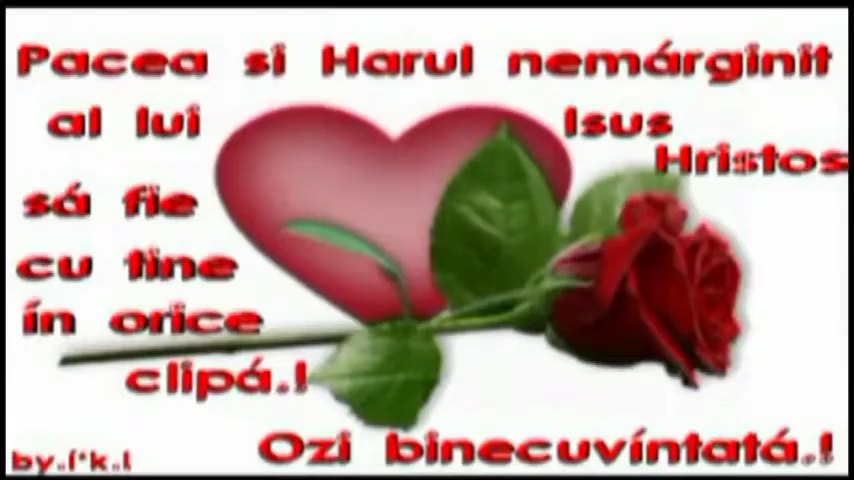 Pacea si Harul nemárginit
al lui Isus
Hristos
sá fie
cu tine
ín orice
clipá.!
Ozi binecuvíntatá.!
by.í*k.i